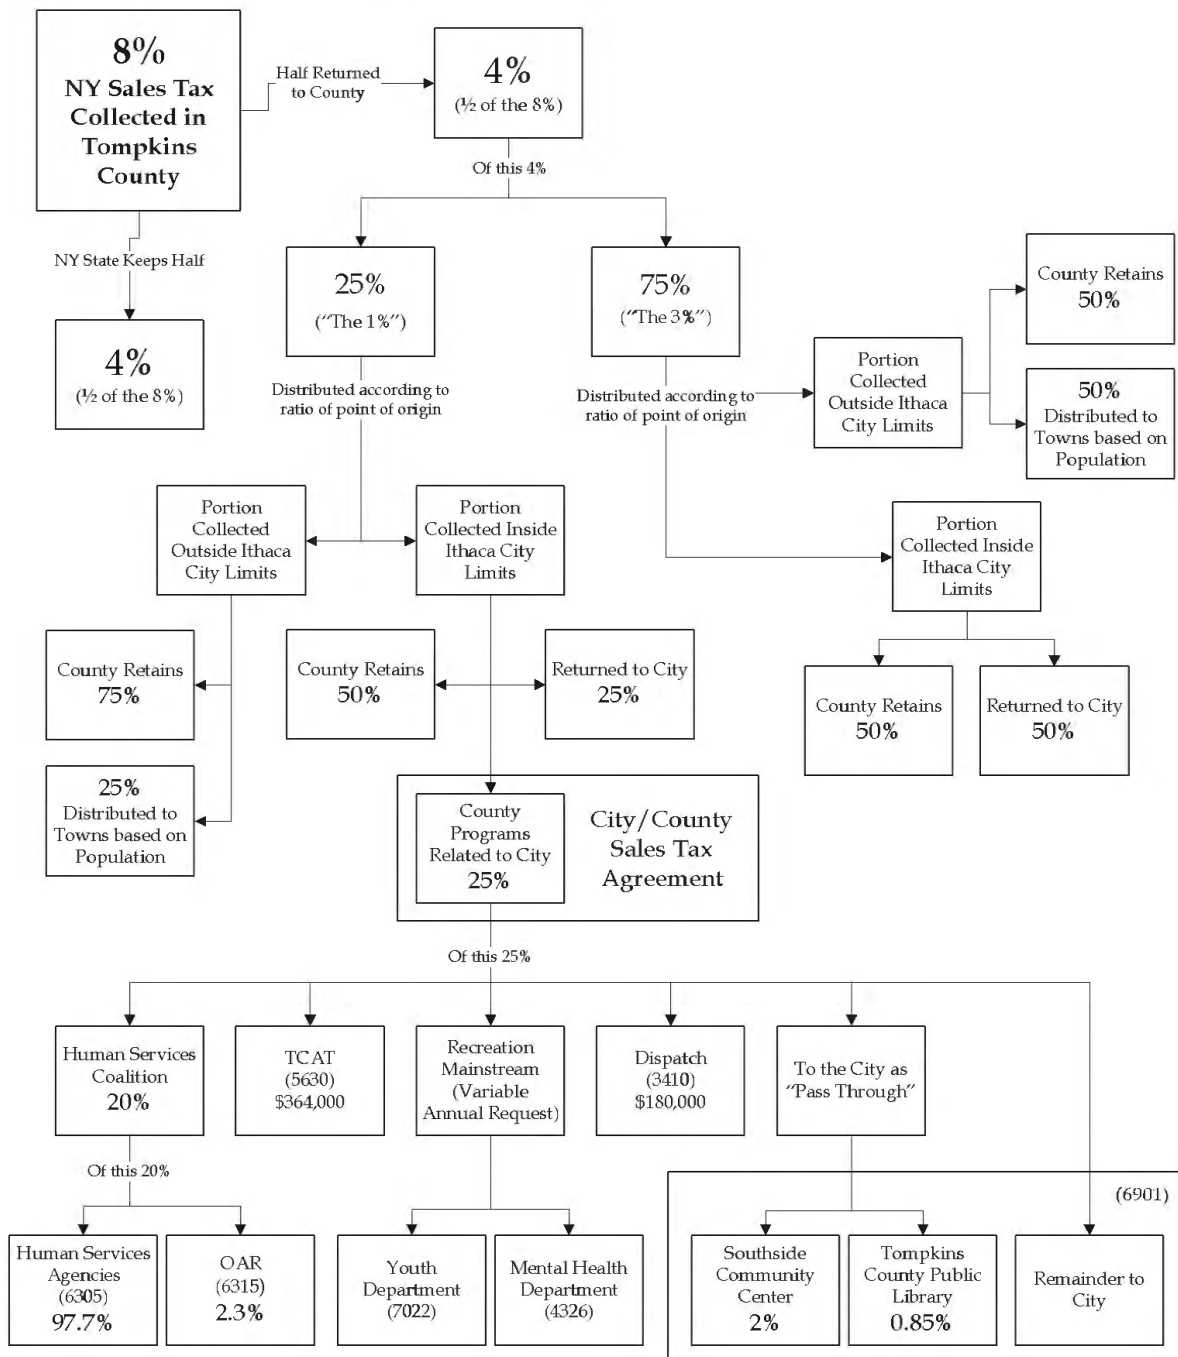 8%
NY Sales Tax
Collected in
Tompkins
County
Half Returned
to County
4%
(½ of the 8%)
Of this 4%
NY State Keeps Half
4%
(½ of the 8%)
25%
("The 1%")
75%
("The 3%")
Distributed according to
ratio of point of origin
Distributed according to
ratio of point of origin
Portion
Collected
Outside Ithaca
City Limits
County Retains
50%
50%
Distributed to
Towns based on
Population
Portion
Collected
Outside Ithaca
City Limits
Portion
Collected Inside
Ithaca City
Limits
Portion
Collected Inside
Ithaca City
Limits
County Retains
75%
County Retains
50%
Returned to City
25%
County Retains
50%
Returned to City
50%
25%
Distributed to
Towns based on
Population
County
Programs
Related to City
25%
City/County
Sales Tax
Agreement
Of this 25%
Human Services
Coalition
20%
TCAT
(5630)
$364,000
Recreation
Mainstream
(Variable
Annual Request)
Dispatch
(3410)
$180,000
To the City as
"Pass Through"
Of this 20%
(6901)
Human Services
Agencies
(6305)
97.7%
OAR
(6315)
2.3%
Youth
Department
(7022)
Mental Health
Department
(4326)
Southside
Community
Center
2%
Tompkins
County Public
Library
0.85%
Remainder to
City